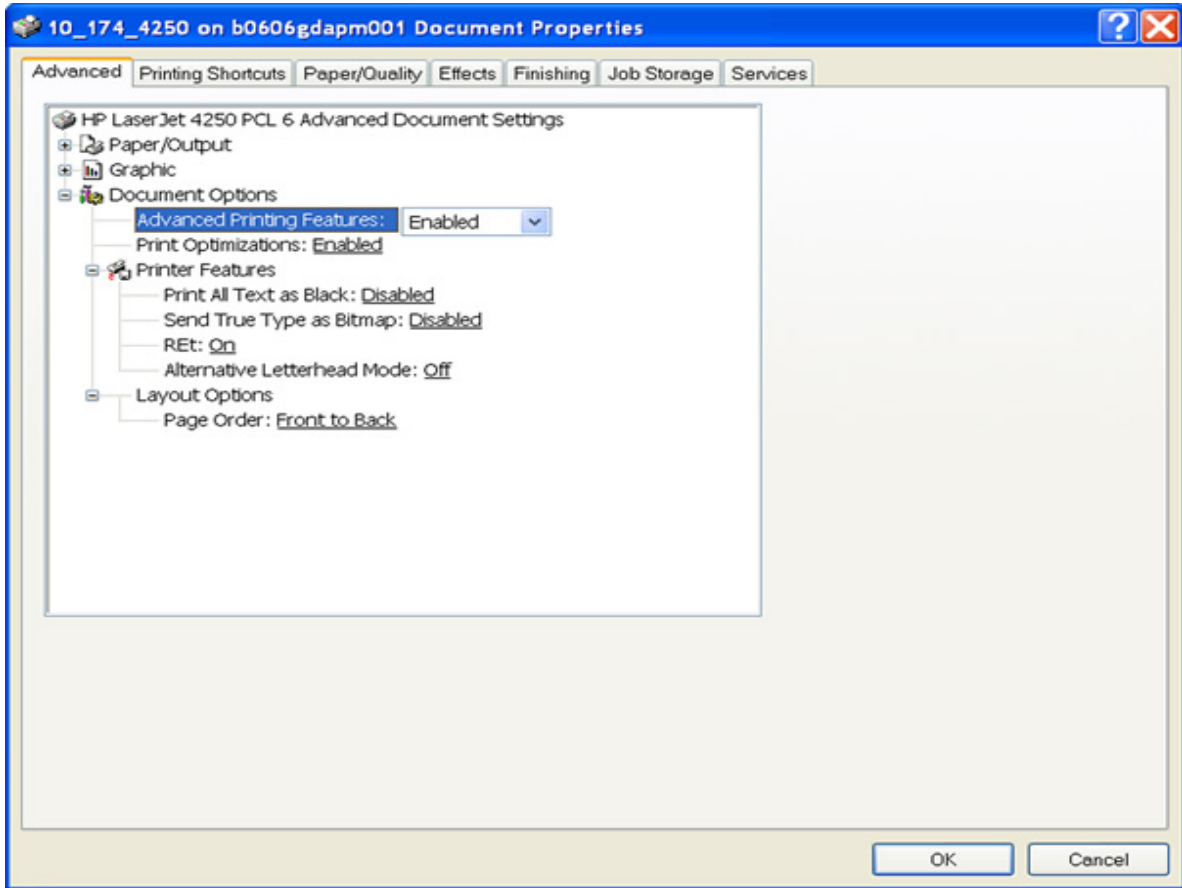 10_174_4250 on b0606gdapm001 Document Properties
Advanced Printing Shortcuts Paper/Quality Effects Finishing Job Storage Services
HP LaserJet 4250 PCL 6 Advanced Document Settings
Paper/Output
Graphic
Document Options
Advanced Printing Features: Enabled
Print Optimizations: Enabled
Printer Features
Print All Text as Black: Disabled
Send True Type as Bitmap: Disabled
REt: On
Alternative Letterhead Mode: Off
Layout Options
Page Order: Front to Back
OK Cancel